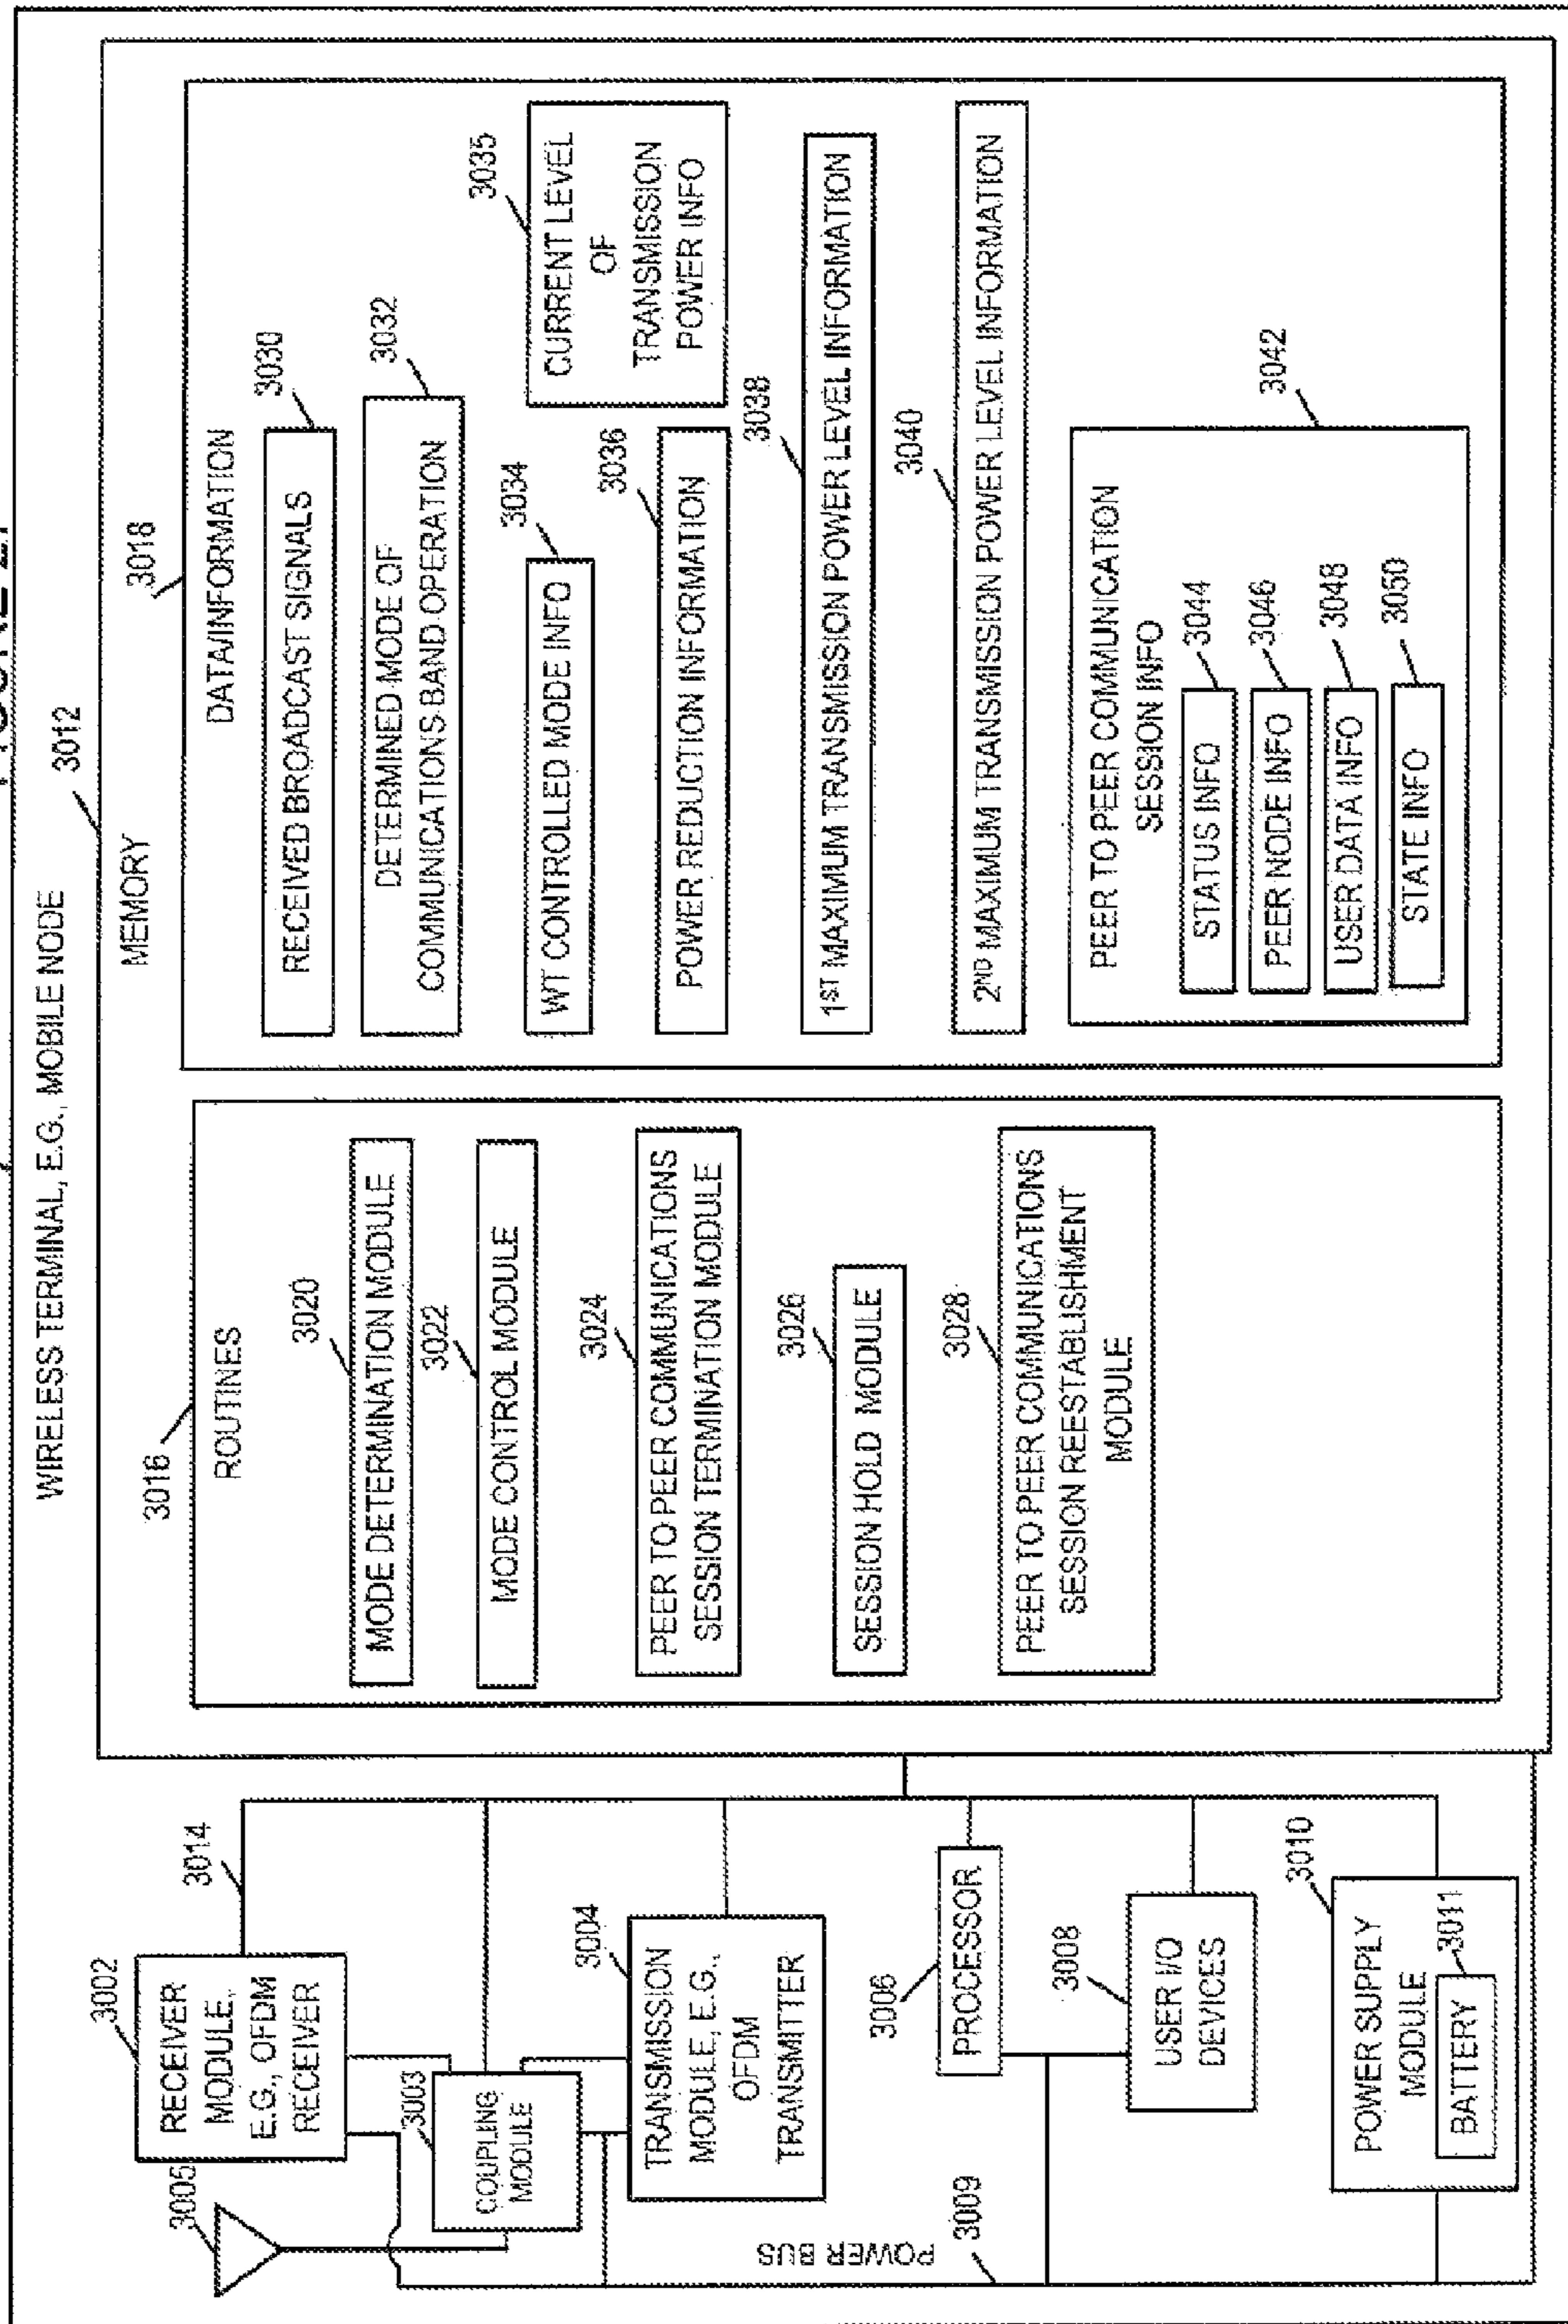 WIRELESS TERMINAL, E.G., MOBILE NODE
3012
MEMORY
3016
ROUTINES
3020
MODE DETERMINATION MODULE
3022
MODE CONTROL MODULE
3024
PEER TO PEER COMMUNICATIONS
SESSION TERMINATION MODULE
3026
SESSION HOLD MODULE
3028
PEER TO PEER COMMUNICATIONS
SESSION REESTABLISHMENT
MODULE
3018
DATA/INFORMATION
3030
RECEIVED BROADCAST SIGNALS
3032
DETERMINED MODE OF
COMMUNICATIONS BAND OPERATION
3034
WT CONTROLLED MODE INFO
3035
CURRENT LEVEL
OF
TRANSMISSION
POWER INFO
3036
POWER REDUCTION INFORMATION
3038
1ST MAXIMUM TRANSMISSION POWER LEVEL INFORMATION
3040
2ND MAXIMUM TRANSMISSION POWER LEVEL INFORMATION
3042
PEER TO PEER COMMUNICATION
SESSION INFO
3044
STATUS INFO
3046
PEER NODE INFO
3048
USER DATA INFO
3050
STATE INFO
3002
RECEIVER
MODULE,
E.G., OFDM
RECEIVER
3014
3005
3003
COUPLING
MODULE
3004
TRANSMISSION
MODULE, E.G.,
OFDM
TRANSMITTER
3006
PROCESSOR
3008
USER I/O
DEVICES
POWER BUS
3009
3010
POWER SUPPLY
MODULE
3011
BATTERY